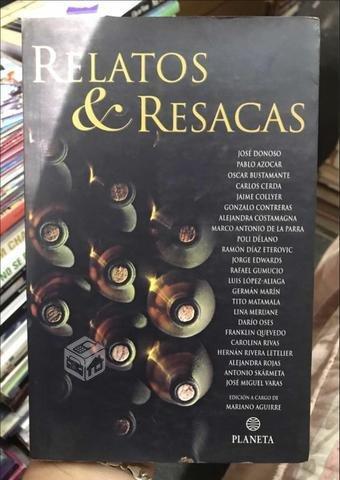 RELATOS
& RESACAS
JOSÉ DONOSO
PABLO AZOCAR
OSCAR BUSTAMANTE
CARLOS CERDA
JAIME COLLYER
GONZALO CONTRERAS
ALEJANDRA COSTAMAGNA
MARCO ANTONIO DE LA PARRA
POLI DÉLANO
RAMÓN DÍAZ ETEROVIC
JORGE EDWARDS
RAFAEL GUMUCIO
LUIS LÓPEZ-ALIAGA
GERMÁN MARÍN
TITO MATAMALA
LINA MERUANE
DARÍO OSES
FRANKLIN QUEVEDO
CAROLINA RIVAS
HERNÁN RIVERA LETELIER
ALEJANDRA ROJAS
ANTONIO SKÁRMETA
JOSÉ MIGUEL VARAS
EDICIÓN A CARGO DE
MARIANO AGUIRRE
PLANETA